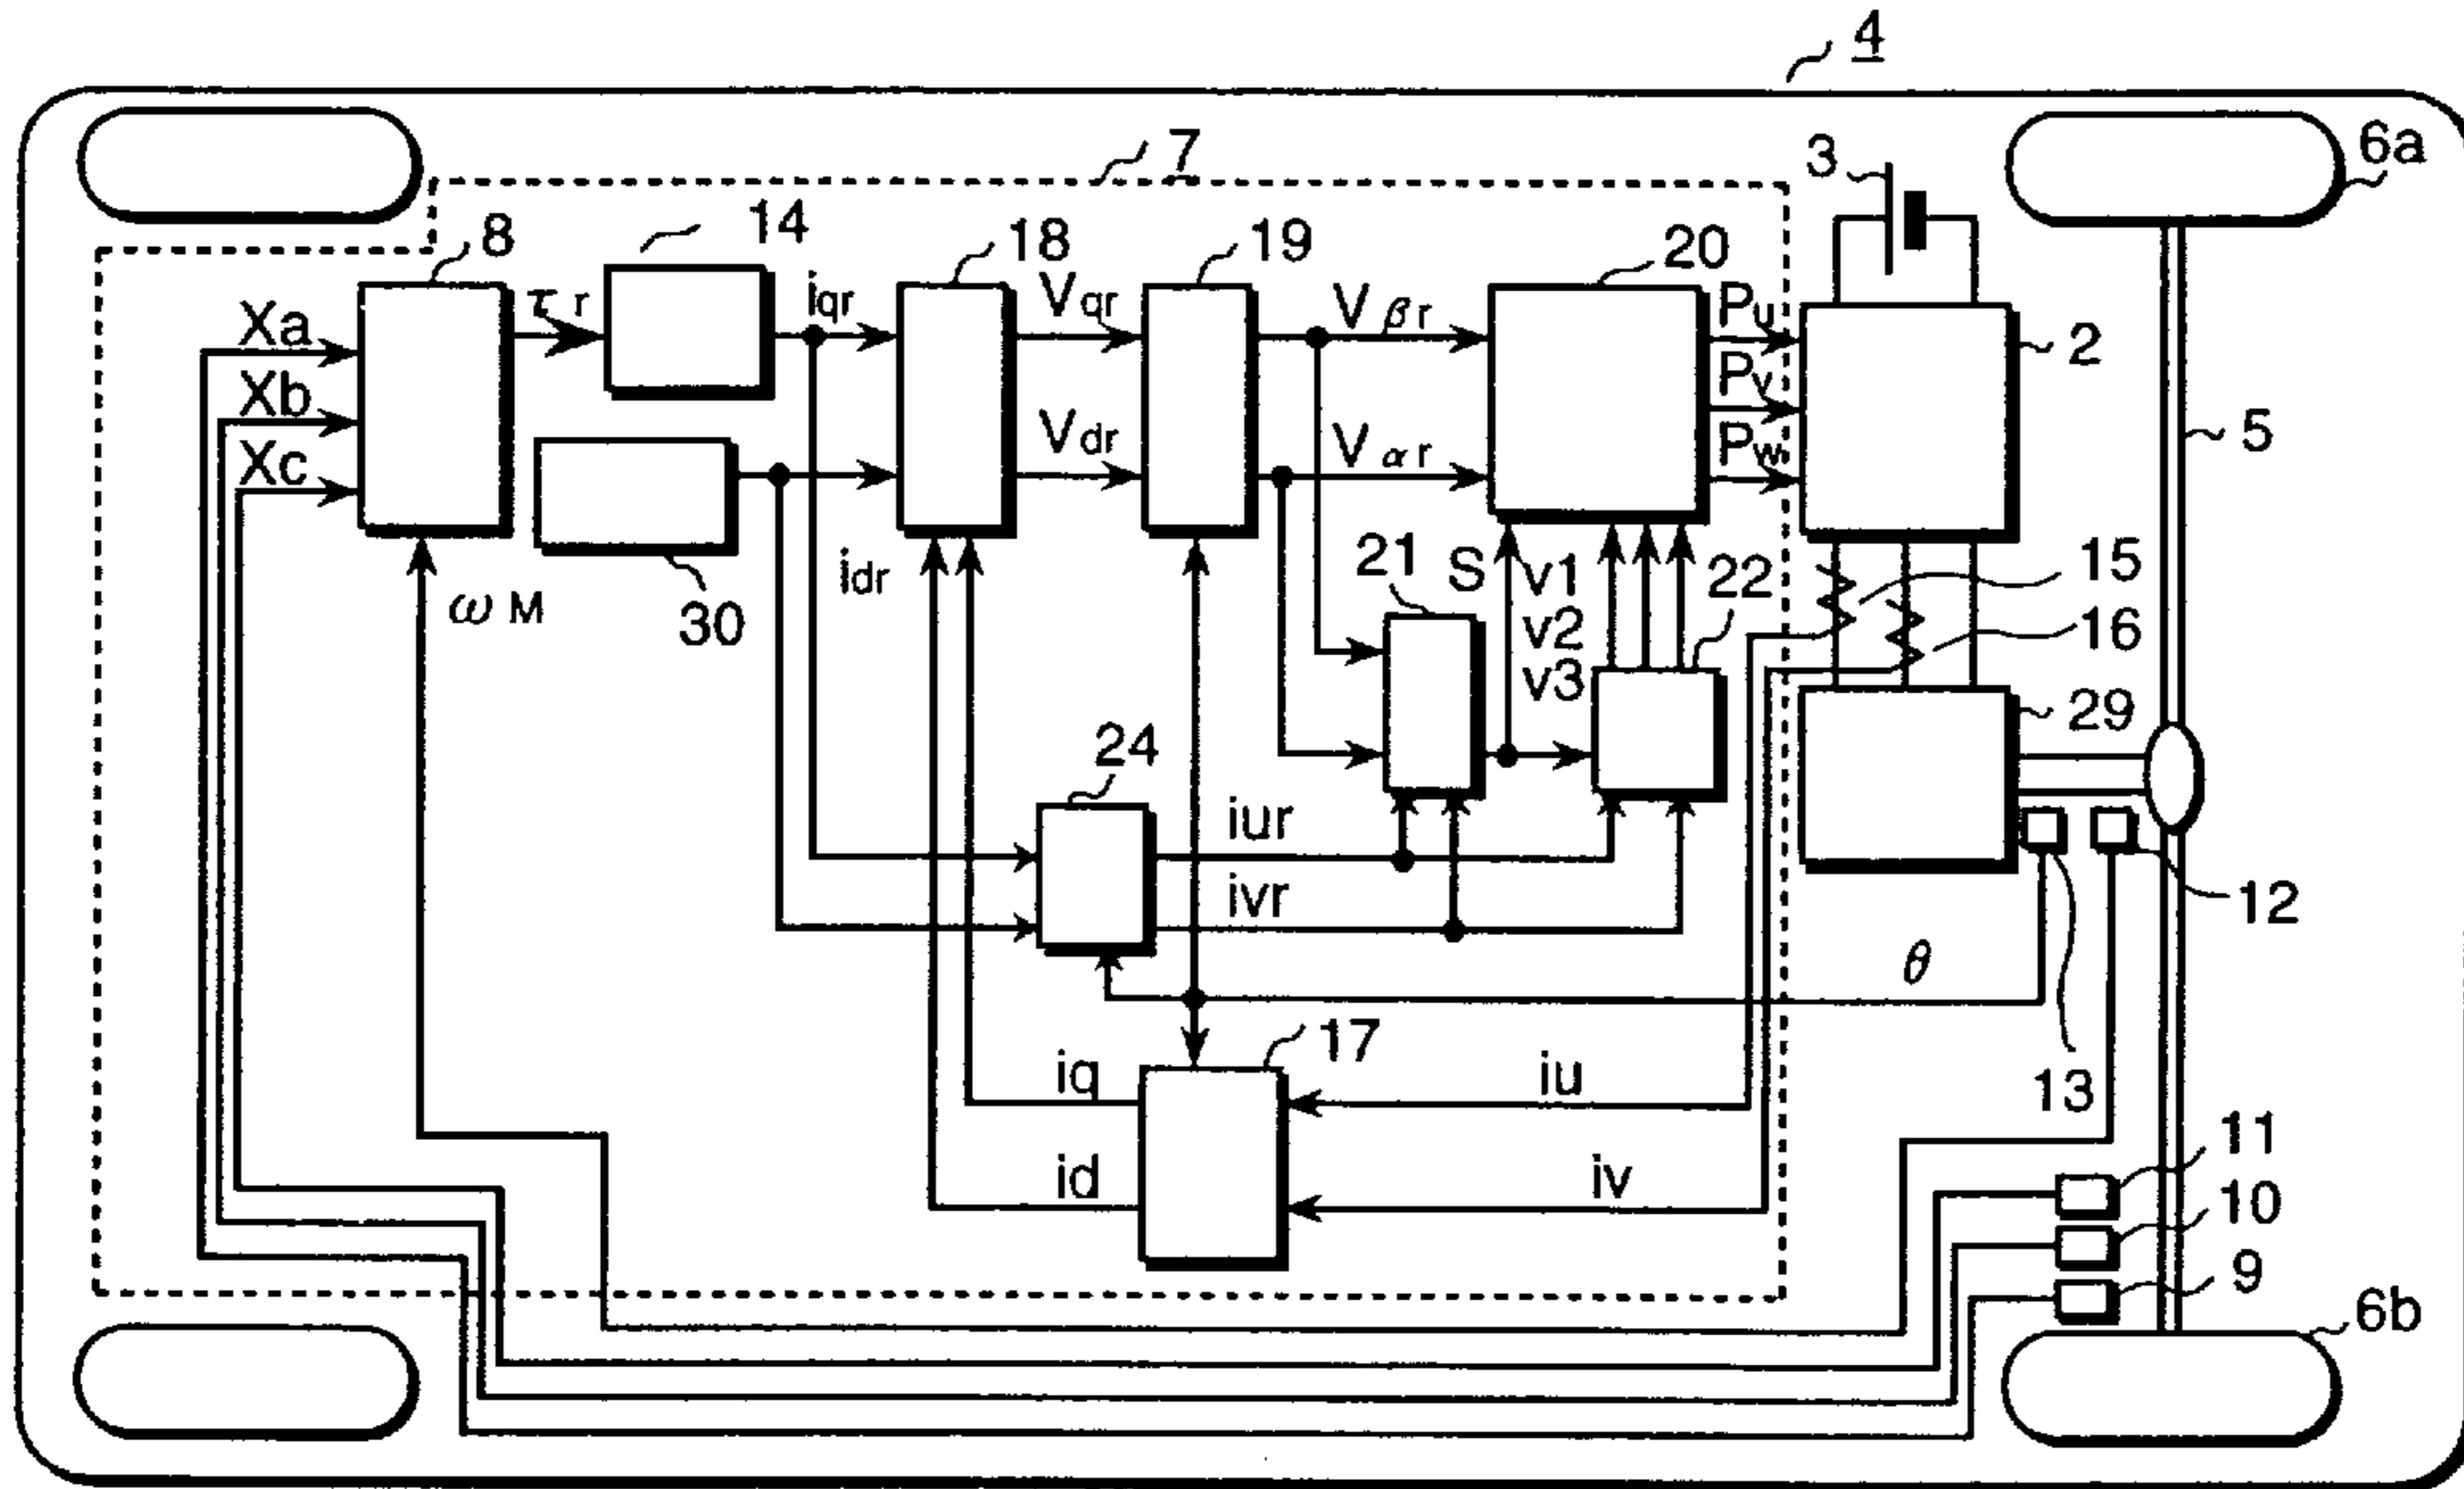 4
7
3
6a
8
14
18
19
20
τr
iqr
Vqr
Vβr
Pu
2
Xa
Xb
Xc
Vdr
Vαr
Pv
Pw
5
ωM
30
idr
21
S
v1
v2
v3
22
15
16
29
24
iur
ivr
12
θ
17
13
iq
iu
id
iv
11
10
9
6b